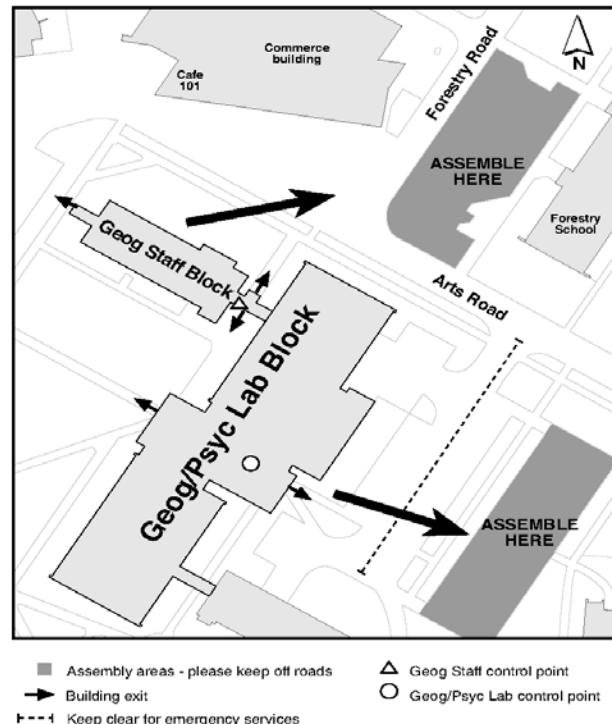 Commerce
building
Cafe
101
Forestry Road
N
ASSEMBLE
HERE
Forestry
School
Geog Staff Block
Arts Road
Geog/Psyc Lab Block
ASSEMBLE
HERE
Assembly areas - please keep off roads
Geog Staff control point
Building exit
Geog/Psyc Lab control point
Keep clear for emergency services